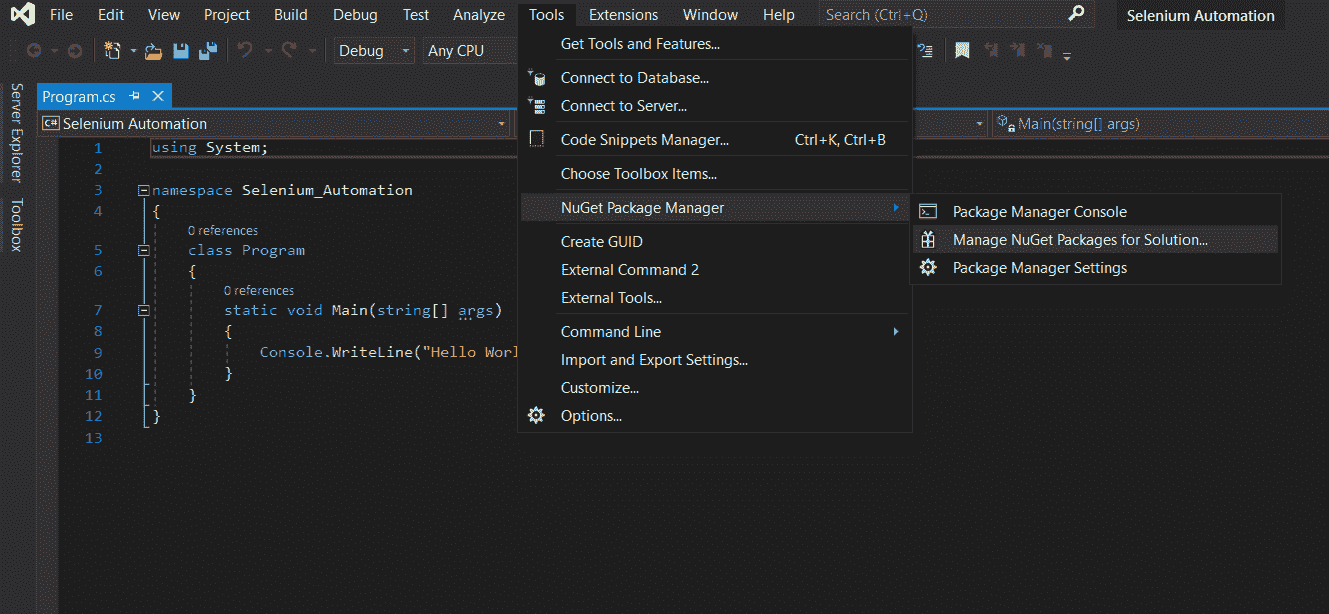 File Edit View Project Build Debug Test Analyze Tools Extensions Window Help Search (Ctrl+Q) Selenium Automation
Debug Any CPU
Server Explorer
Toolbox
Program.cs
C# Selenium Automation Main(string[] args)
1 using System;
2
3 namespace Selenium_Automation
4 {
0 references
5 class Program
6 {
0 references
7 static void Main(string[] args)
8 {
9 Console.WriteLine("Hello Worl
10 }
11 }
12 }
13
Get Tools and Features...
Connect to Database...
Connect to Server...
Code Snippets Manager... Ctrl+K, Ctrl+B
Choose Toolbox Items...
NuGet Package Manager
Create GUID
External Command 2
External Tools...
Command Line
Import and Export Settings...
Customize...
Options...
Package Manager Console
Manage NuGet Packages for Solution...
Package Manager Settings